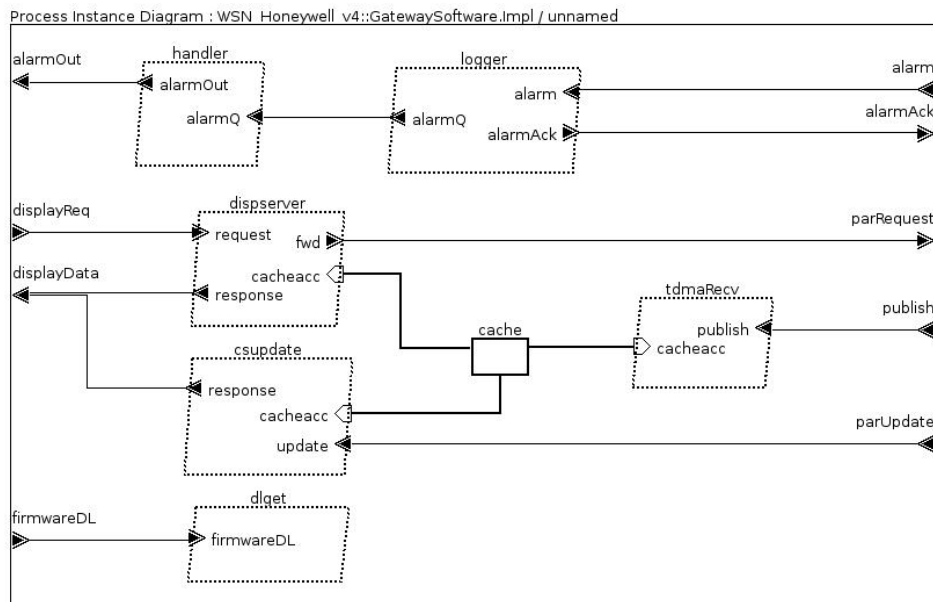 Process Instance Diagram : WSN_Honeywell_v4::GatewaySoftware.Impl / unnamed
alarmOut
handler
alarmOut
alarmQ
logger
alarm
alarmQ
alarmAck
alarm
alarmAck
displayReq
dispserver
request
fwd
cacheacc
response
parRequest
displayData
cache
tdmaRecv
publish
cacheacc
publish
csupdate
response
cacheacc
update
parUpdate
firmwareDL
dlget
firmwareDL